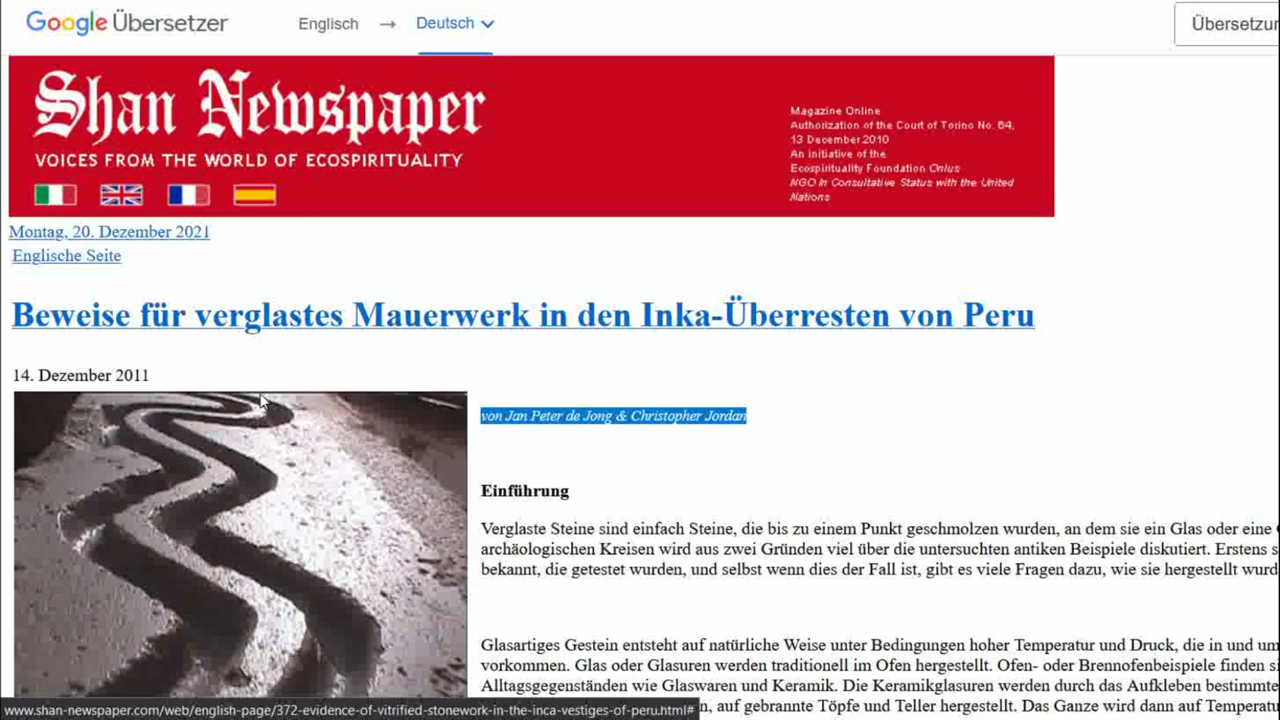 Google Übersetzer
Englisch → Deutsch
Übersetzun
Shan Newspaper
VOICES FROM THE WORLD OF ECOSPIRITUALITY
Magazine Online
Authorization of the Court of Torino No. 64,
13 December 2010
An initiative of the
Ecospirituality Foundation Onlus
NGO In Consultative Status with the United
Nations
Montag, 20. Dezember 2021
Englische Seite
Beweise für verglastes Mauerwerk in den Inka-Überresten von Peru
14. Dezember 2011
von Jan Peter de Jong & Christopher Jordan
Einführung
Verglaste Steine sind einfach Steine, die bis zu einem Punkt geschmolzen wurden, an dem sie ein Glas oder eine
archäologischen Kreisen wird aus zwei Gründen viel über die untersuchten antiken Beispiele diskutiert. Erstens s
bekannt, die getestet wurden, und selbst wenn dies der Fall ist, gibt es viele Fragen dazu, wie sie hergestellt wurd
Glasartiges Gestein entsteht auf natürliche Weise unter Bedingungen hoher Temperatur und Druck, die in und um
vorkommen. Glas oder Glasuren werden traditionell im Ofen hergestellt. Ofen- oder Brennofenbeispiele finden si
Alltagsgegenständen wie Glaswaren und Keramik. Die Keramikglasuren werden durch das Aufkleben bestimmte
n, auf gebrannte Töpfe und Teller hergestellt. Das Ganze wird dann auf Temperatu
www.shan-newspaper.com/web/english-page/372-evidence-of-vitrified-stonework-in-the-inca-vestiges-of-peru.html#